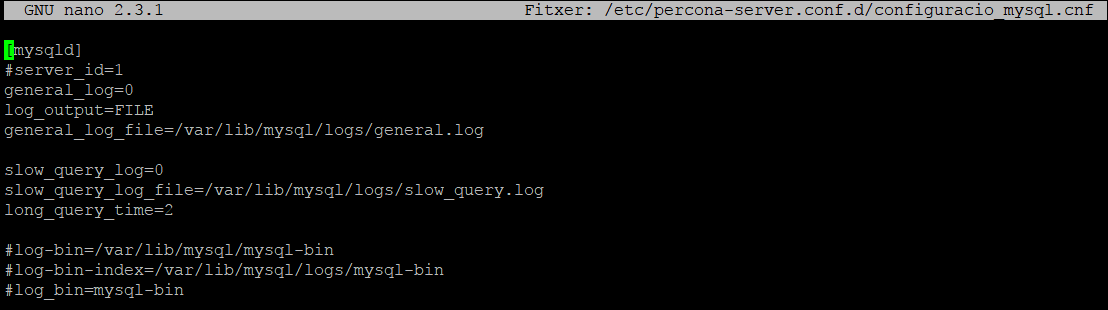 GNU nano 2.3.1 Fitxer: /etc/percona-server.conf.d/configuracio_mysql.cnf
[mysqld]
#server_id=1
general_log=0
log_output=FILE
general_log_file=/var/lib/mysql/logs/general.log
slow_query_log=0
slow_query_log_file=/var/lib/mysql/logs/slow_query.log
long_query_time=2
#log-bin=/var/lib/mysql/mysql-bin
#log-bin-index=/var/lib/mysql/logs/mysql-bin
#log_bin=mysql-bin